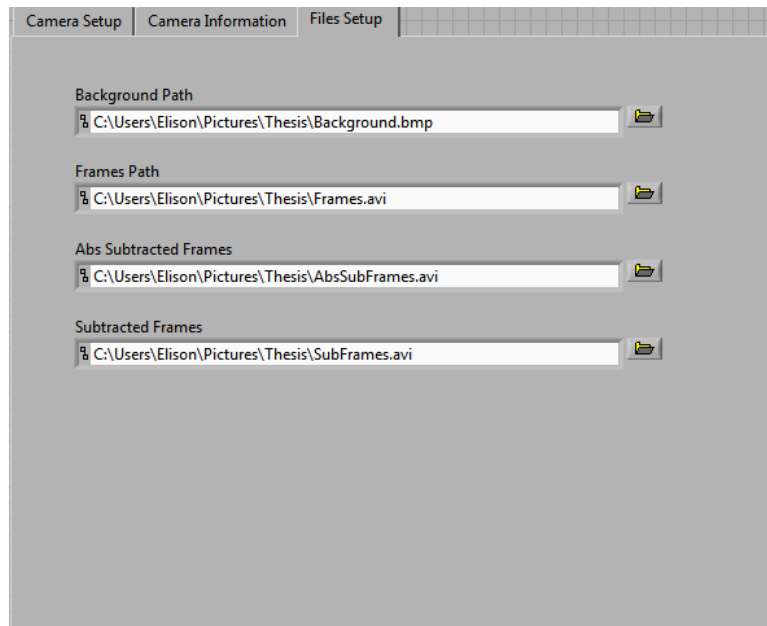 Camera Setup Camera Information Files Setup
Background Path
C:\Users\Elison\Pictures\Thesis\Background.bmp
Frames Path
C:\Users\Elison\Pictures\Thesis\Frames.avi
Abs Subtracted Frames
C:\Users\Elison\Pictures\Thesis\AbsSubFrames.avi
Subtracted Frames
C:\Users\Elison\Pictures\Thesis\SubFrames.avi